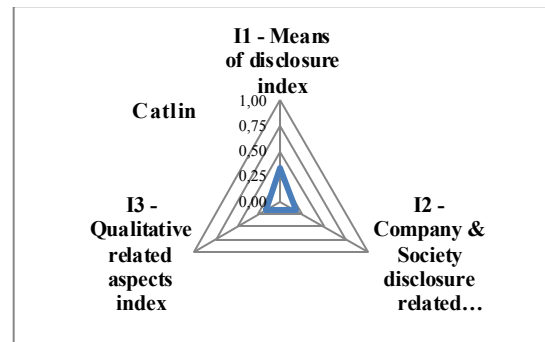 I1 - Means
of disclosure
index
Catlin
1,00
0,75
0,50
0,25
0,00
I3 -
Qualitative
related
aspects
index
I2 -
Company &
Society
disclosure
related…